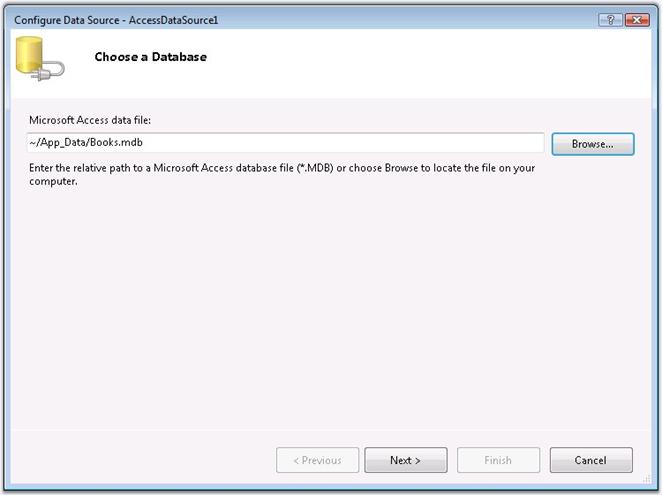 Configure Data Source - AccessDataSource1
?
Choose a Database
Microsoft Access data file:
~/App_Data/Books.mdb
Browse...
Enter the relative path to a Microsoft Access database file (*.MDB) or choose Browse to locate the file on your
computer.
< Previous
Next >
Finish
Cancel